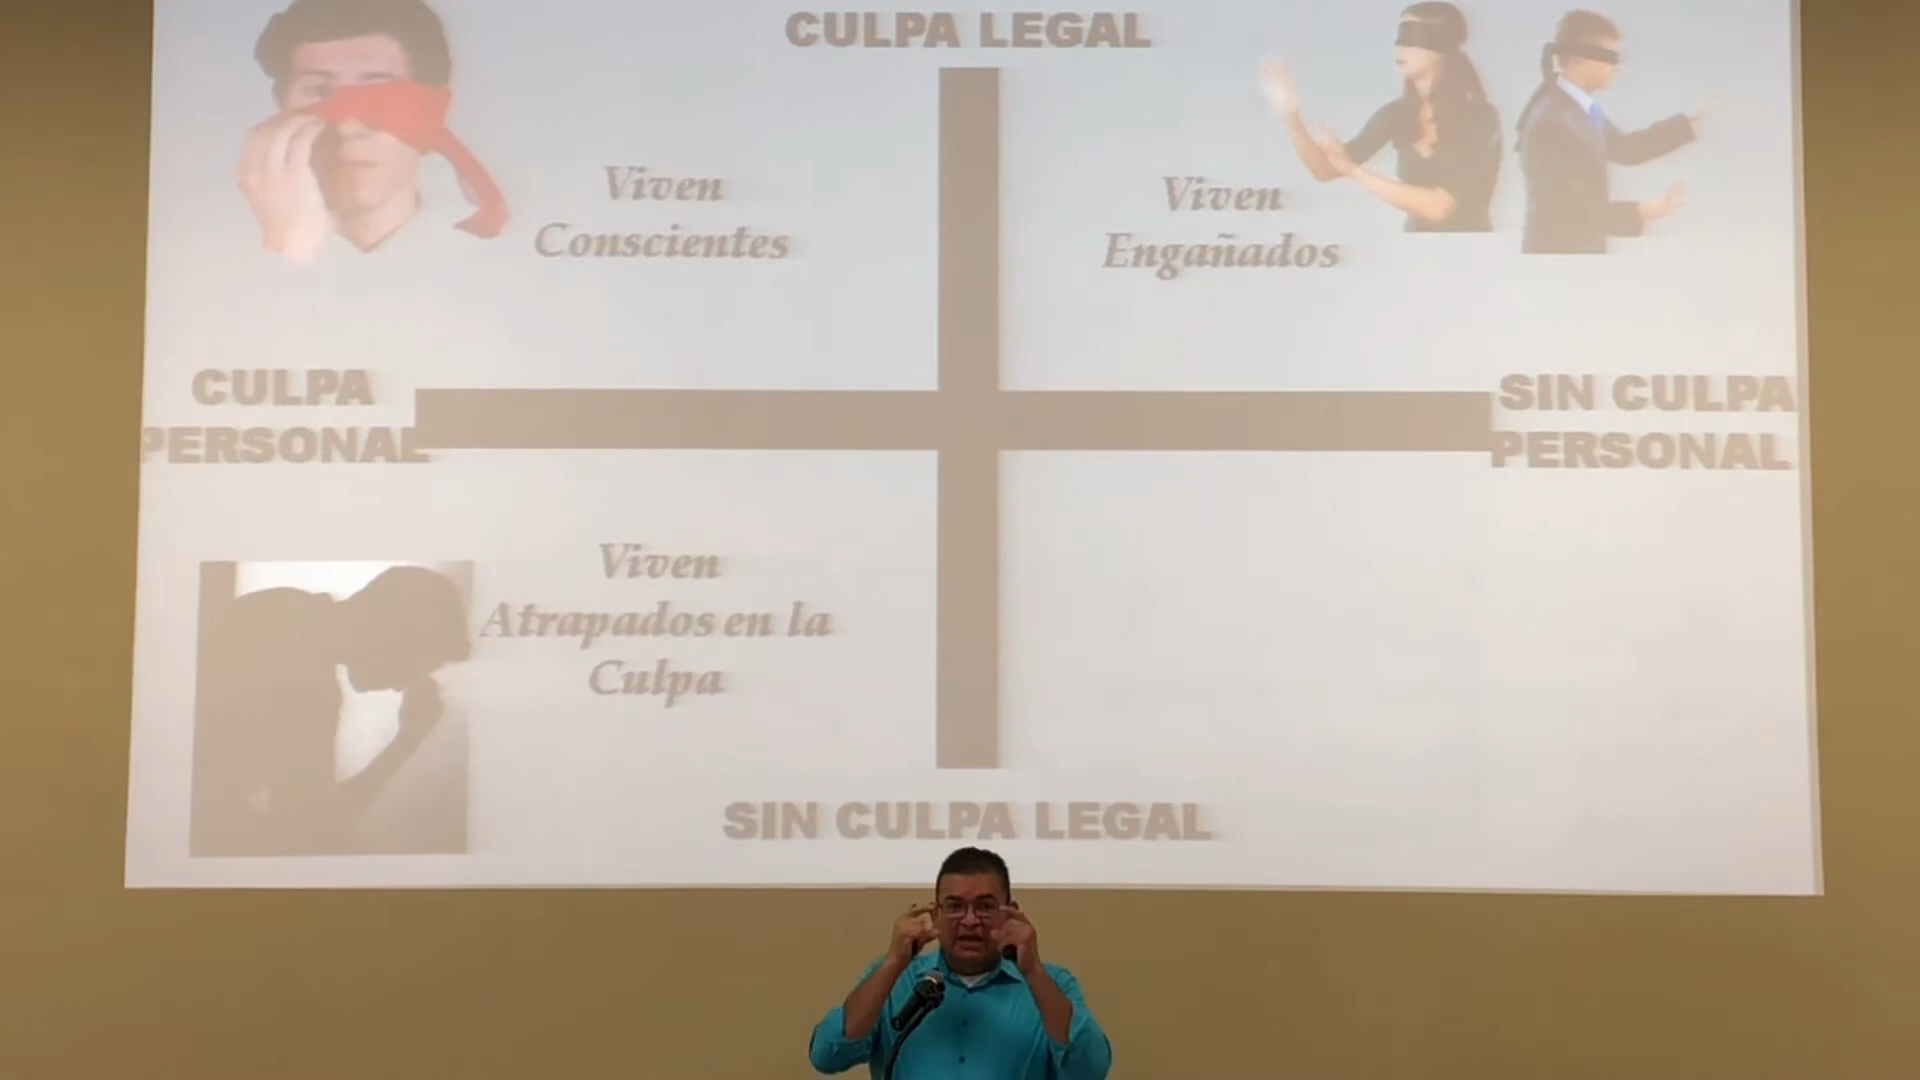 CULPA LEGAL
Viven
Conscientes
Viven
Engañados
CULPA
PERSONAL
SIN CULPA
PERSONAL
Viven
Atrapados en la
Culpa
SIN CULPA LEGAL